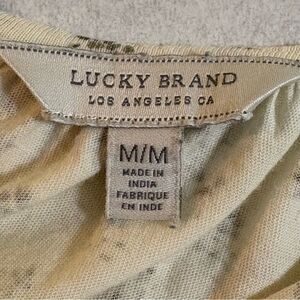 LUCKY BRAND
LOS ANGELES CA
M/M
MADE IN
INDIA
FABRIQUE
EN INDE